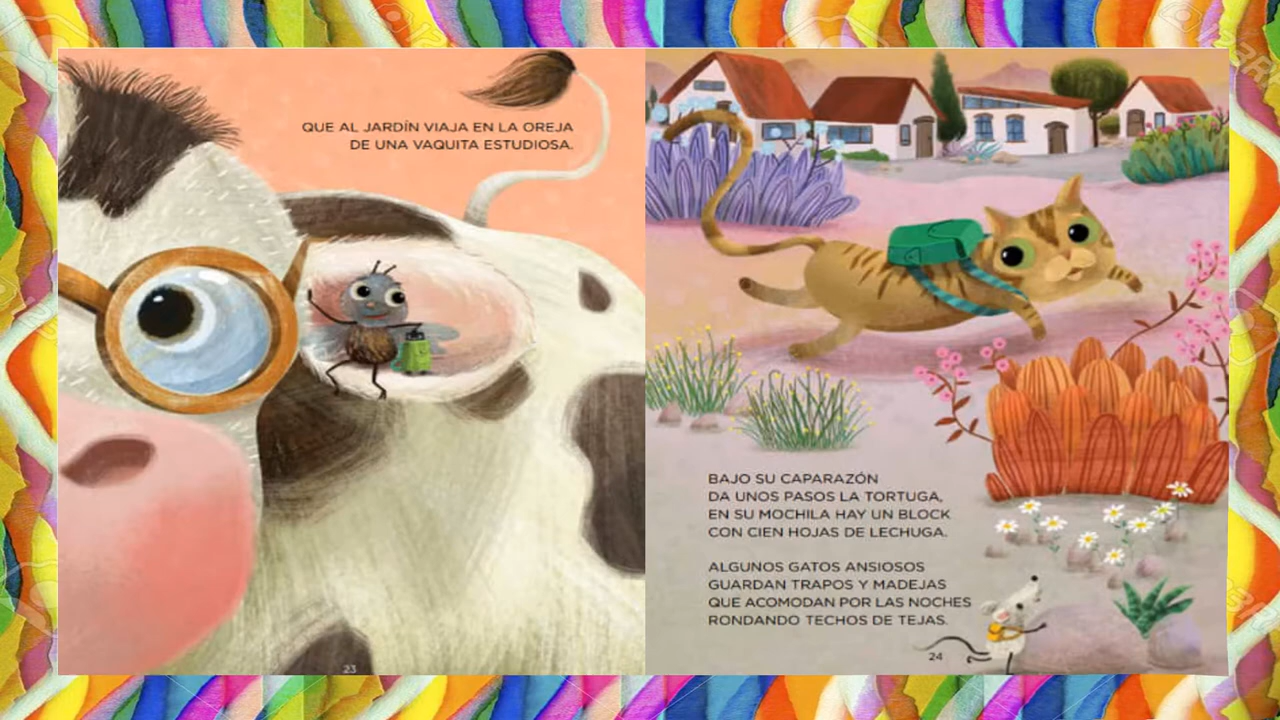 QUE AL JARDÍN VIAJA EN LA OREJA
DE UNA VAQUITA ESTUDIOSA.
23
BAJO SU CAPARAZÓN
DA UNOS PASOS LA TORTUGA,
EN SU MOCHILA HAY UN BLOCK
CON CIEN HOJAS DE LECHUGA.
ALGUNOS GATOS ANSIOSOS
GUARDAN TRAPOS Y MADEJAS
QUE ACOMODAN POR LAS NOCHES
RONDANDO TECHOS DE TEJAS.
24